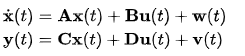 ẋ(t) = Ax(t) + Bu(t) + w(t)
y(t) = Cx(t) + Du(t) + v(t)